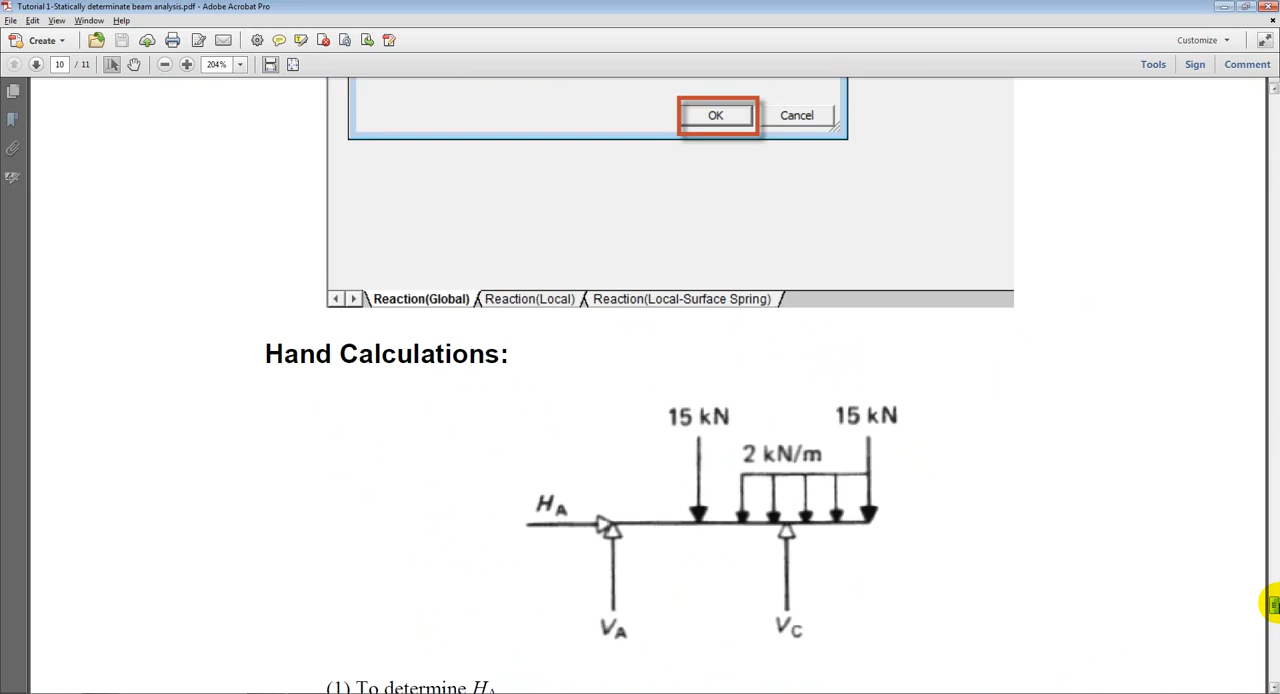 Tutorial 1-Statically determinate beam analysis.pdf - Adobe Acrobat Pro
File Edit View Window Help
Create Customize
10 / 11 204% Tools Sign Comment
OK Cancel
Reaction(Global) Reaction(Local) Reaction(Local-Surface Spring)
Hand Calculations:
15 kN 15 kN
2 kN/m
HA
VA VC
(1) To determine HA